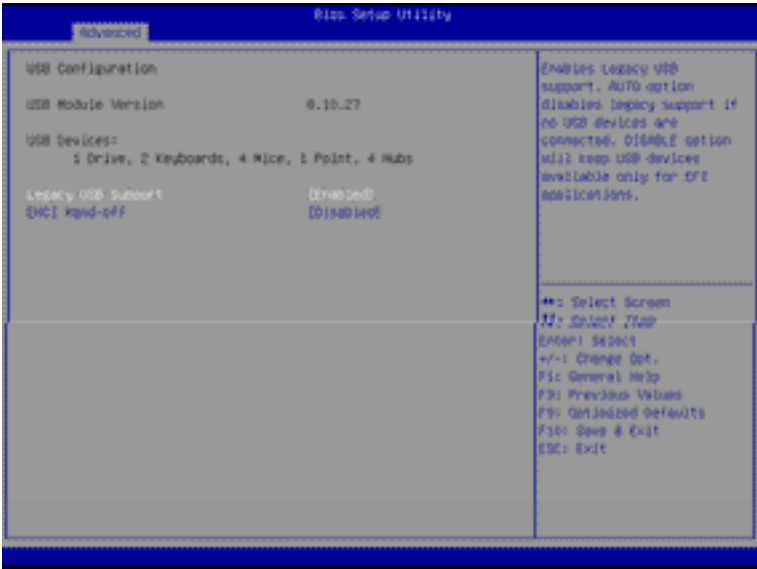 Bios Setup Utility
Advanced
USB Configuration
USB Module Version 8.10.27
USB Devices:
1 Drive, 2 Keyboards, 4 Mice, 1 Point, 4 Hubs
Legacy USB Support [Enabled]
EHCI Hand-off [Disabled]
Enables Legacy USB
support. AUTO option
disables legacy support if
no USB devices are
connected. DISABLE option
will keep USB devices
available only for EFI
applications.
: Select Screen
: Select Item
Enter: Select
+/-: Change Opt.
F1: General Help
Previous Values
F9: Optimized Defaults
F10: Save & Exit
ESC: Exit